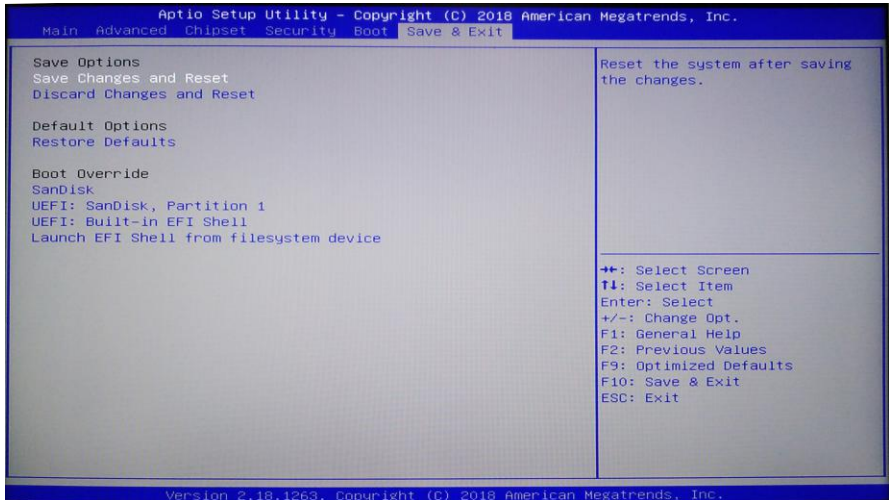 Aptio Setup Utility – Copyright (C) 2018 American Megatrends, Inc.
Main Advanced Chipset Security Boot Save & Exit
Save Options
Save Changes and Reset
Discard Changes and Reset
Default Options
Restore Defaults
Boot Override
SanDisk
UEFI: SanDisk, Partition 1
UEFI: Built-in EFI Shell
Launch EFI Shell from filesystem device
Reset the system after saving
the changes.
→←: Select Screen
↑↓: Select Item
Enter: Select
+/-: Change Opt.
F1: General Help
F2: Previous Values
F9: Optimized Defaults
F10: Save & Exit
ESC: Exit
Version 2.18.1263. Copyright (C) 2018 American Megatrends, Inc.